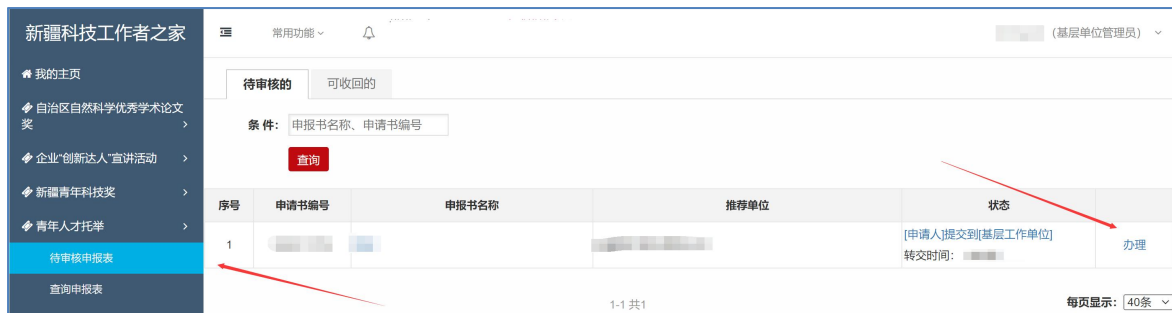 新疆科技工作者之家
常用功能
(基层单位管理员)
我的主页
自治区自然科学优秀学术论文
奖
企业"创新达人"宣讲活动
新疆青年科技奖
青年人才托举
待审核申报表
查询申报表
待审核的
可收回的
条件：
申报书名称、申请书编号
查询
序号 申请书编号 申报书名称 推荐单位 状态
1
[申请人]提交到[基层工作单位]
转交时间：
办理
1-1 共1
每页显示： 40条